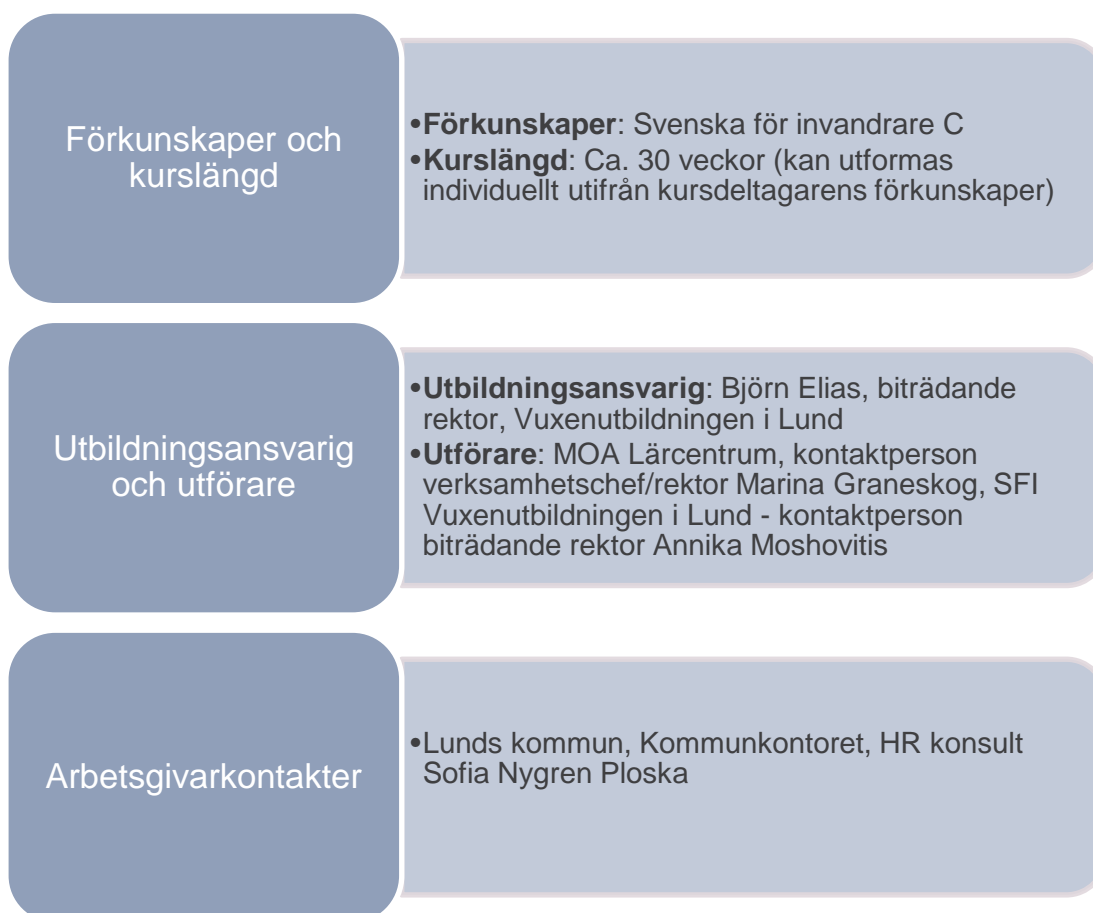 Förkunskaper och
kurslängd
•Förkunskaper: Svenska för invandrare C
•Kurslängd: Ca. 30 veckor (kan utformas
individuellt utifrån kursdeltagarens förkunskaper)
Utbildningsansvarig
och utförare
•Utbildningsansvarig: Björn Elias, biträdande
rektor, Vuxenutbildningen i Lund
•Utförare: MOA Lärcentrum, kontaktperson
verksamhetschef/rektor Marina Graneskog, SFI
Vuxenutbildningen i Lund - kontaktperson
biträdande rektor Annika Moshovitis
Arbetsgivarkontakter
•Lunds kommun, Kommunkontoret, HR konsult
Sofia Nygren Ploska